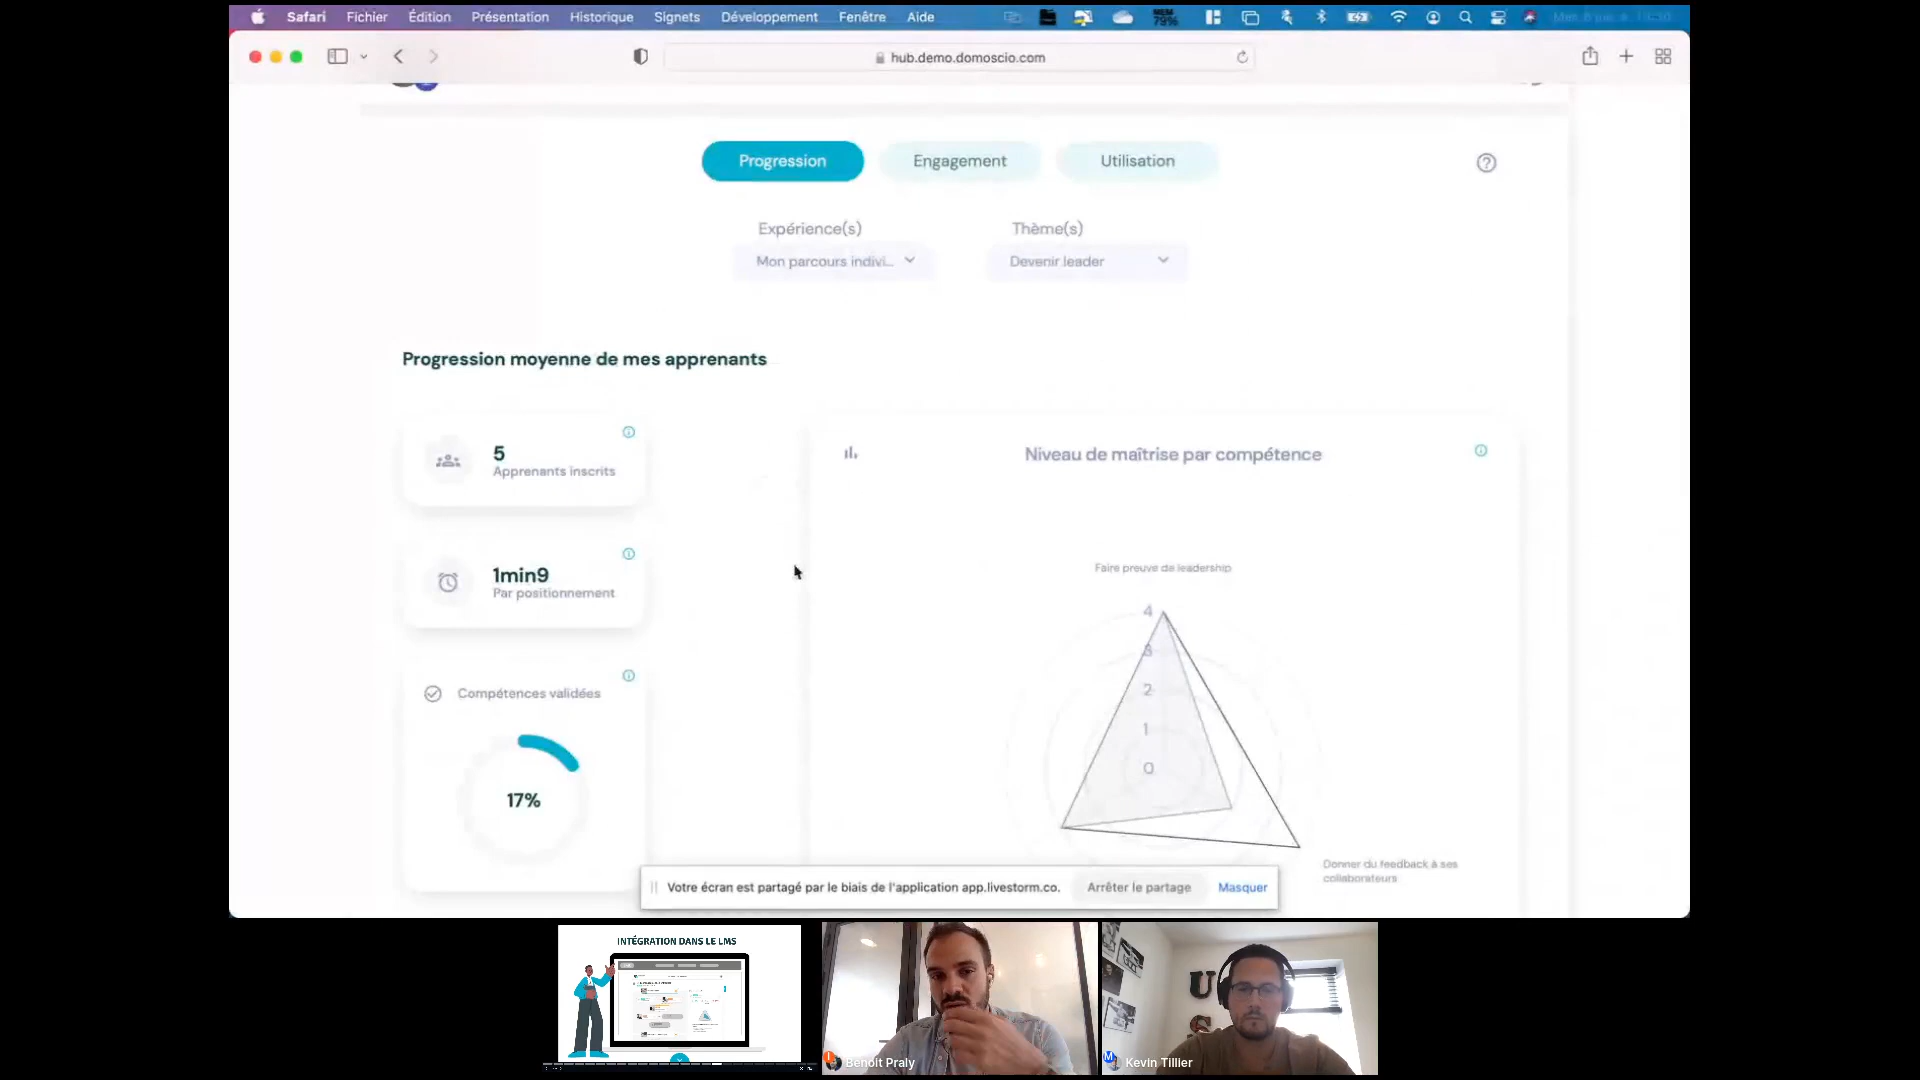 Safari Fichier Édition Présentation Historique Signets Développement Fenêtre Aide
MEM
79%
hub.demo.domoscio.com
Progression Engagement Utilisation
Expérience(s) Thème(s)
Mon parcours indivi... Devenir leader
Progression moyenne de mes apprenants
5
Apprenants inscrits
Niveau de maîtrise par compétence
1min9
Par positionnement
Faire preuve de leadership
4
3
2
1
0
Compétences validées
17%
Donner du feedback à ses
collaborateurs
Votre écran est partagé par le biais de l'application app.livestorm.co. Arrêter le partage Masquer
INTÉGRATION DANS LE LMS
Benoit Praly
Kevin Tillier